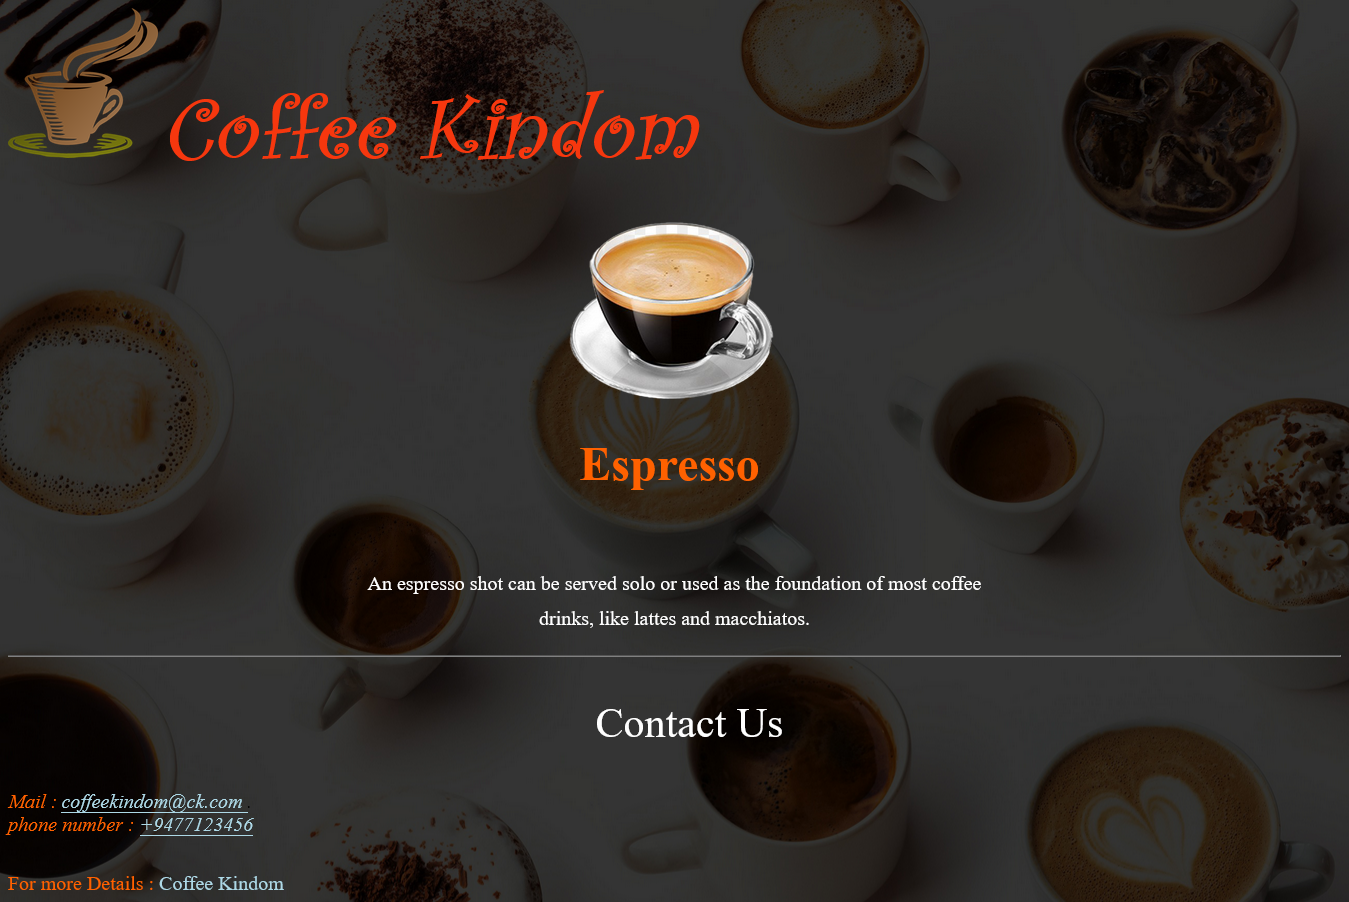 Coffee Kindom
Espresso
An espresso shot can be served solo or used as the foundation of most coffee
drinks, like lattes and macchiatos.
Contact Us
Mail : coffeekindom@ck.com .
phone number : +9477123456
For more Details : Coffee Kindom